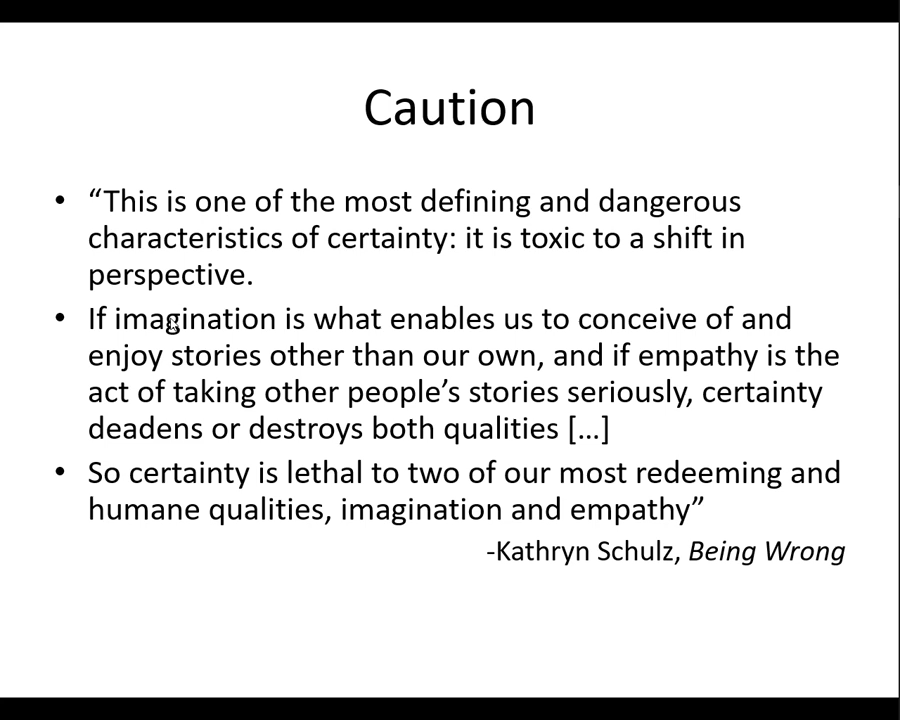 Caution
• “This is one of the most defining and dangerous
characteristics of certainty: it is toxic to a shift in
perspective.
• If imagination is what enables us to conceive of and
enjoy stories other than our own, and if empathy is the
act of taking other people’s stories seriously, certainty
deadens or destroys both qualities […]
• So certainty is lethal to two of our most redeeming and
humane qualities, imagination and empathy”
-Kathryn Schulz, Being Wrong